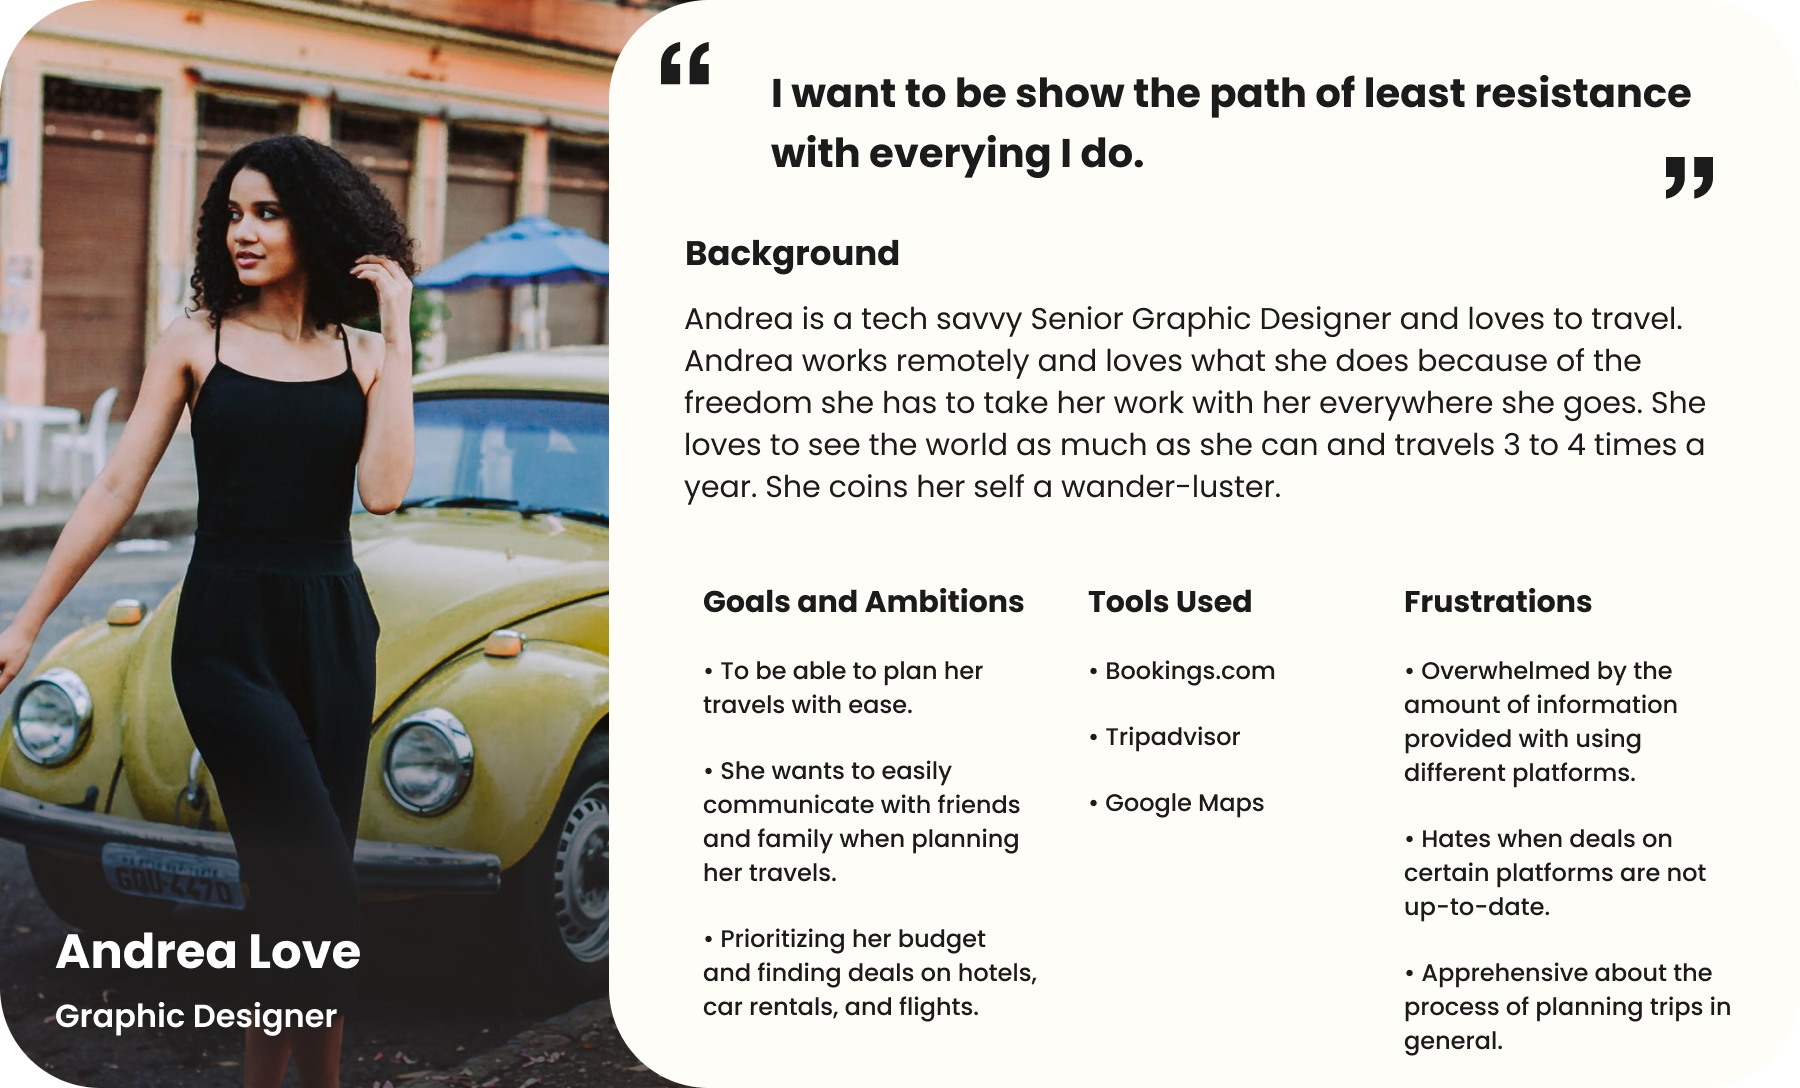 “
I want to be show the path of least resistance
with everying I do.
”
Background
Andrea is a tech savvy Senior Graphic Designer and loves to travel.
Andrea works remotely and loves what she does because of the
freedom she has to take her work with her everywhere she goes. She
loves to see the world as much as she can and travels 3 to 4 times a
year. She coins her self a wander-luster.
Goals and Ambitions
• To be able to plan her
travels with ease.
• She wants to easily
communicate with friends
and family when planning
her travels.
• Prioritizing her budget
and finding deals on hotels,
car rentals, and flights.
Tools Used
• Bookings.com
• Tripadvisor
• Google Maps
Frustrations
• Overwhelmed by the
amount of information
provided with using
different platforms.
• Hates when deals on
certain platforms are not
up-to-date.
• Apprehensive about the
process of planning trips in
general.
GQU-4470
Andrea Love
Graphic Designer